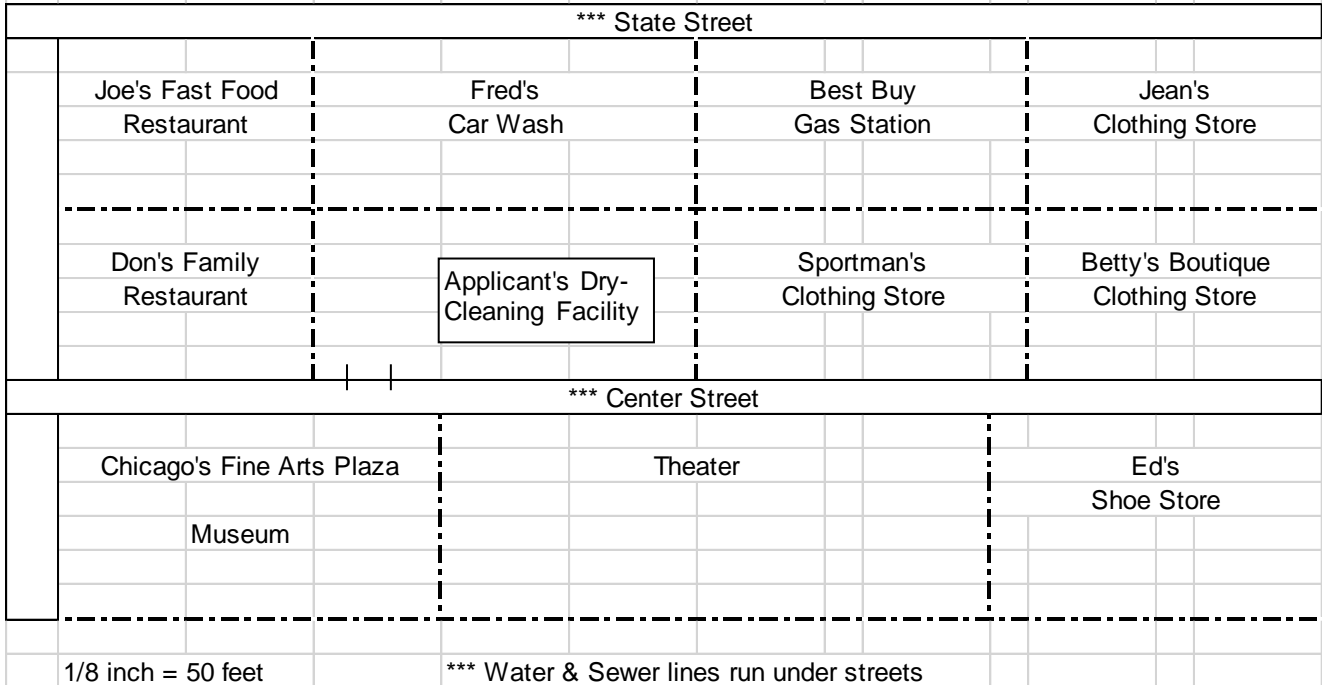 *** State Street
Joe's Fast Food
Restaurant
Fred's
Car Wash
Best Buy
Gas Station
Jean's
Clothing Store
Don's Family
Restaurant
Applicant's Dry-
Cleaning Facility
Sportman's
Clothing Store
Betty's Boutique
Clothing Store
*** Center Street
Chicago's Fine Arts Plaza
Museum
Theater
Ed's
Shoe Store
1/8 inch = 50 feet
*** Water & Sewer lines run under streets